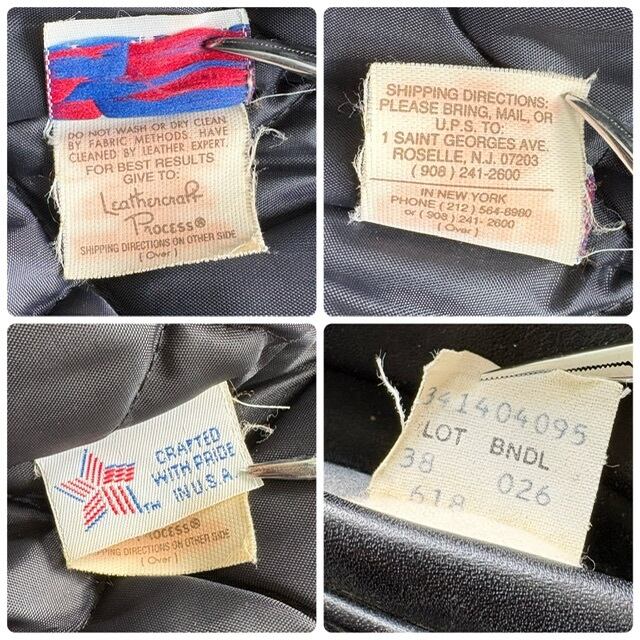 DO NOT WASH OR DRY CLEAN
BY FABRIC METHODS. HAVE
CLEANED BY LEATHER EXPERT.
FOR BEST RESULTS
GIVE TO:
Leathercraft
Process®
SHIPPING DIRECTIONS ON OTHER SIDE
(Over)
SHIPPING DIRECTIONS:
PLEASE BRING, MAIL, OR
U.P.S. TO:
1 SAINT GEORGES AVE.
ROSELLE, N.J. 07203
(908) 241-2600
IN NEW YORK
PHONE (212) 564-8980
or (908) 241-2600
(Over)
CRAFTED
WITH PRIDE
IN U.S.A.
TM
PROCESS®
SHIPPING DIRECTIONS ON OTHER SIDE
(Over)
341404095
LOT BNDL
38 026
618